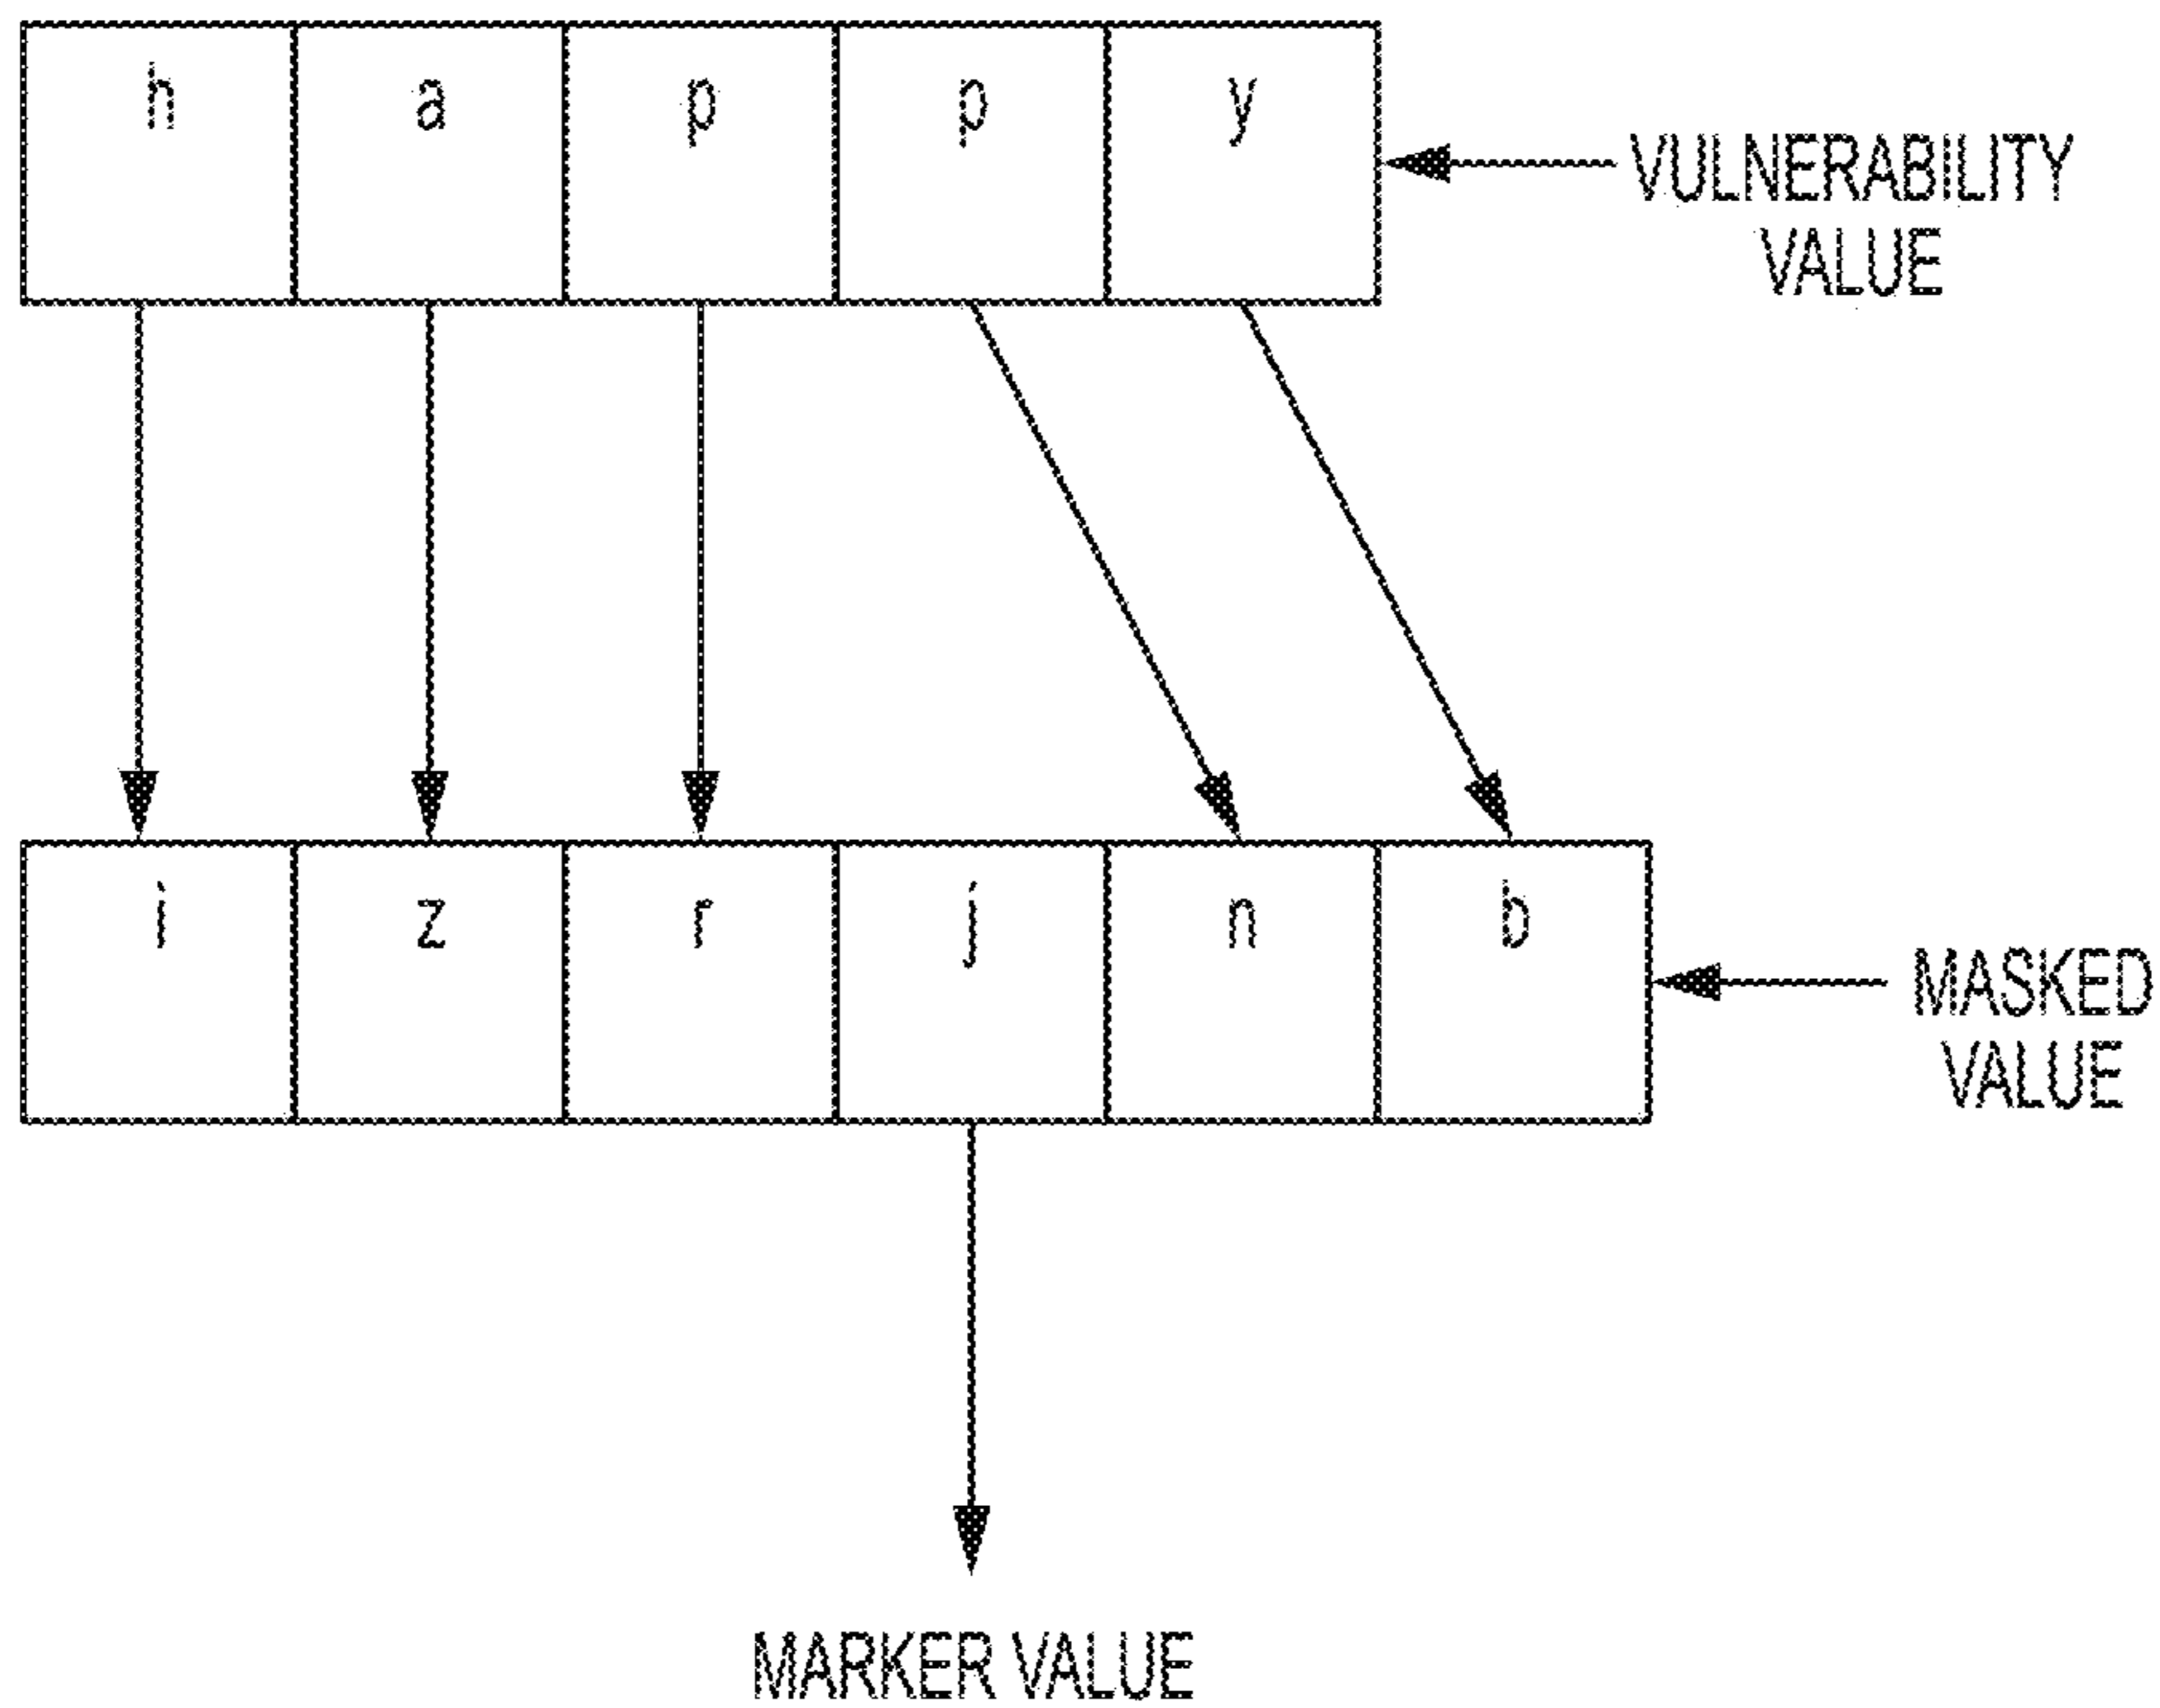 h a p p y
VULNERABILITY
VALUE
i z r j n b
MASKED
VALUE
MARKER VALUE